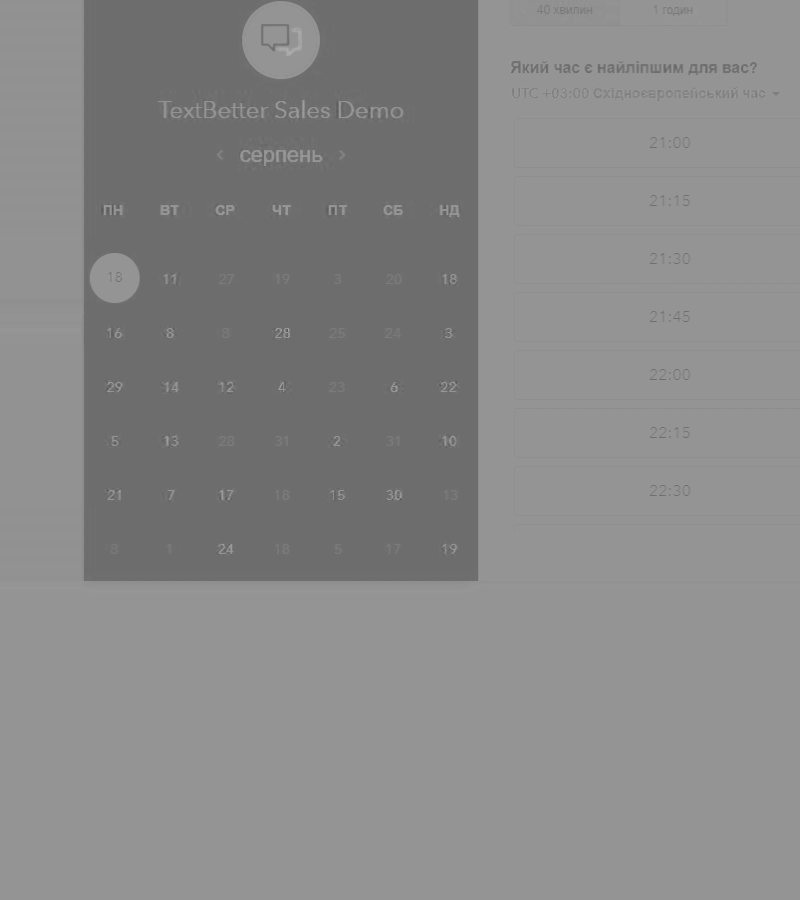 TextBetter Sales Demo
серпень
ПН ВТ СР ЧТ ПТ СБ НД
18 11 27 19 3 20 18
16 8 8 28 25 24 3
29 14 12 4 23 6 22
5 13 28 31 2 31 10
21 7 17 18 15 30 13
8 1 24 18 5 17 19
40 хвилин 1 годин
Який час є найліпшим для вас?
UTC +03:00 Східноєвропейський час
21:00
21:15
21:30
21:45
22:00
22:15
22:30